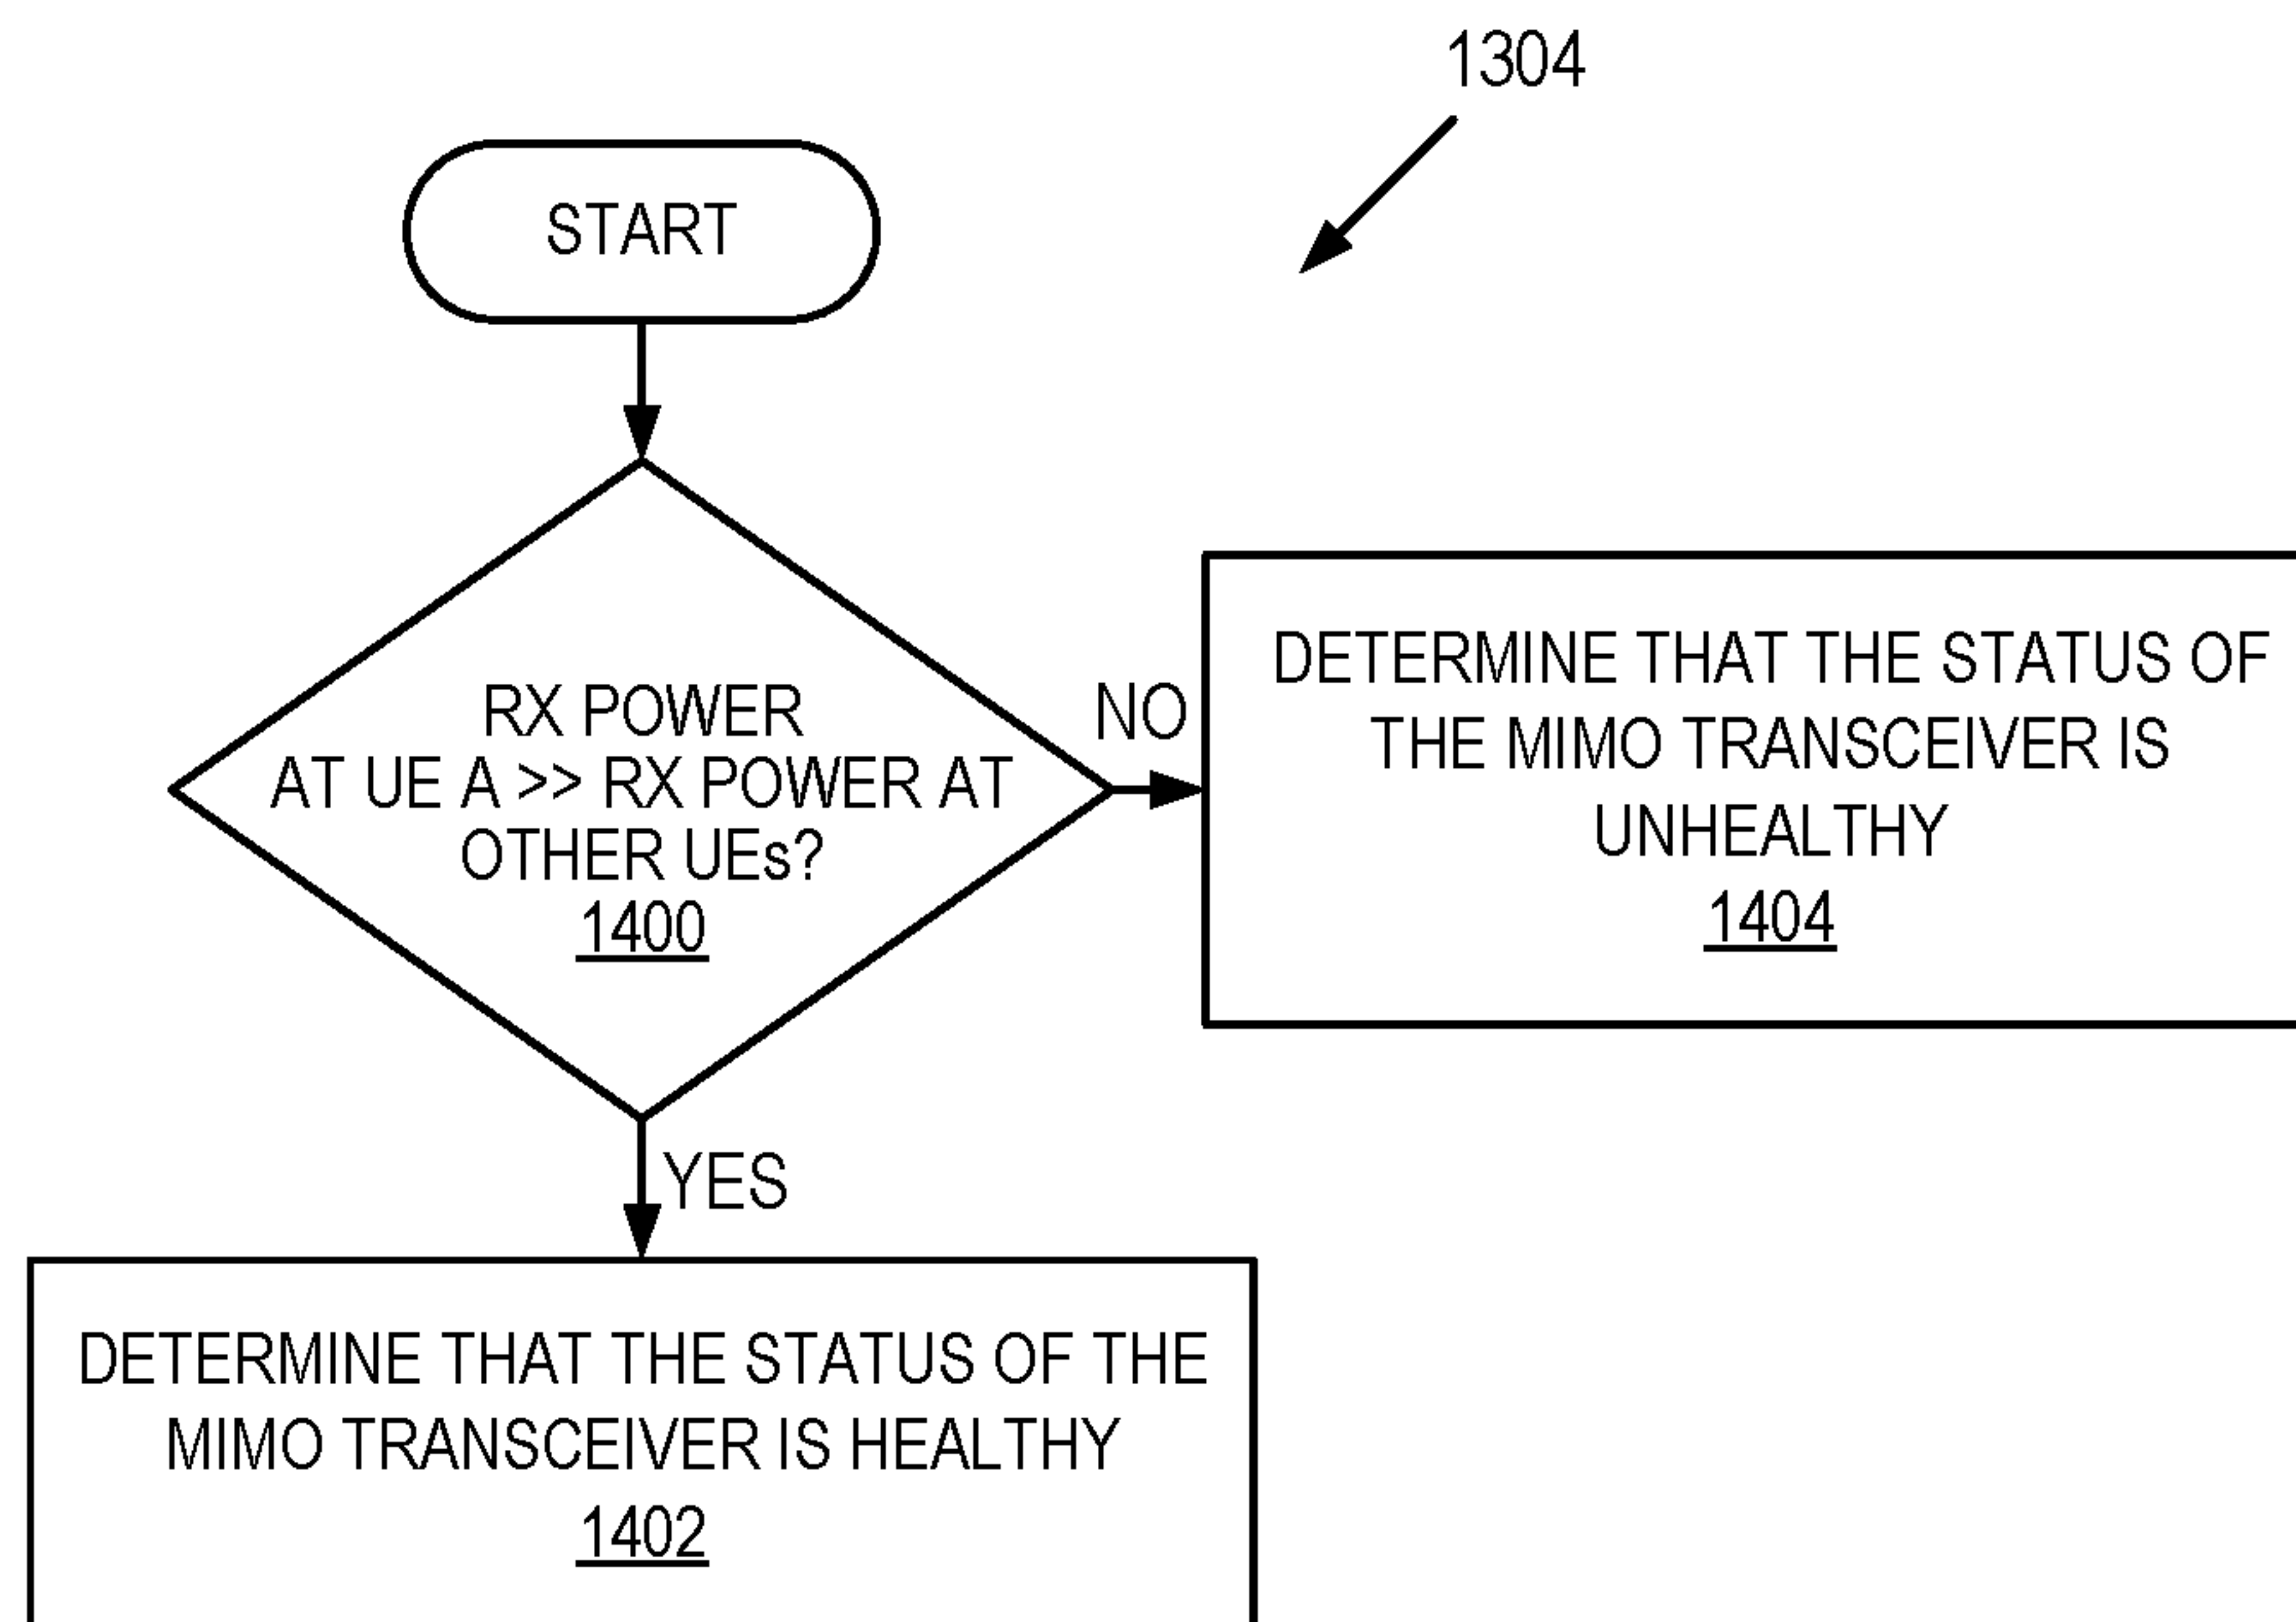 1304
START
RX POWER
AT UE A >> RX POWER AT
OTHER UEs?
1400
NO
DETERMINE THAT THE STATUS OF
THE MIMO TRANSCEIVER IS
UNHEALTHY
1404
YES
DETERMINE THAT THE STATUS OF THE
MIMO TRANSCEIVER IS HEALTHY
1402